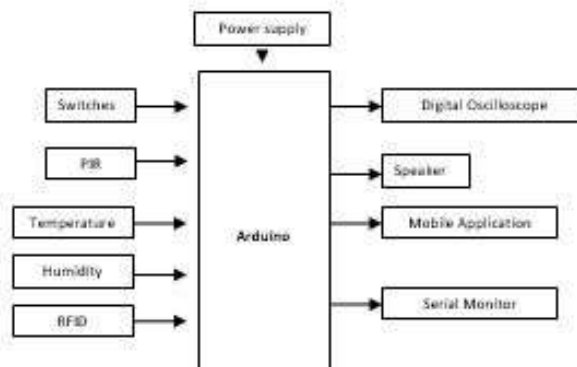 Power supply
Switches
Digital Oscilloscope
PIR
Speaker
Temperature
Arduino
Mobile Application
Humidity
Serial Monitor
RFID